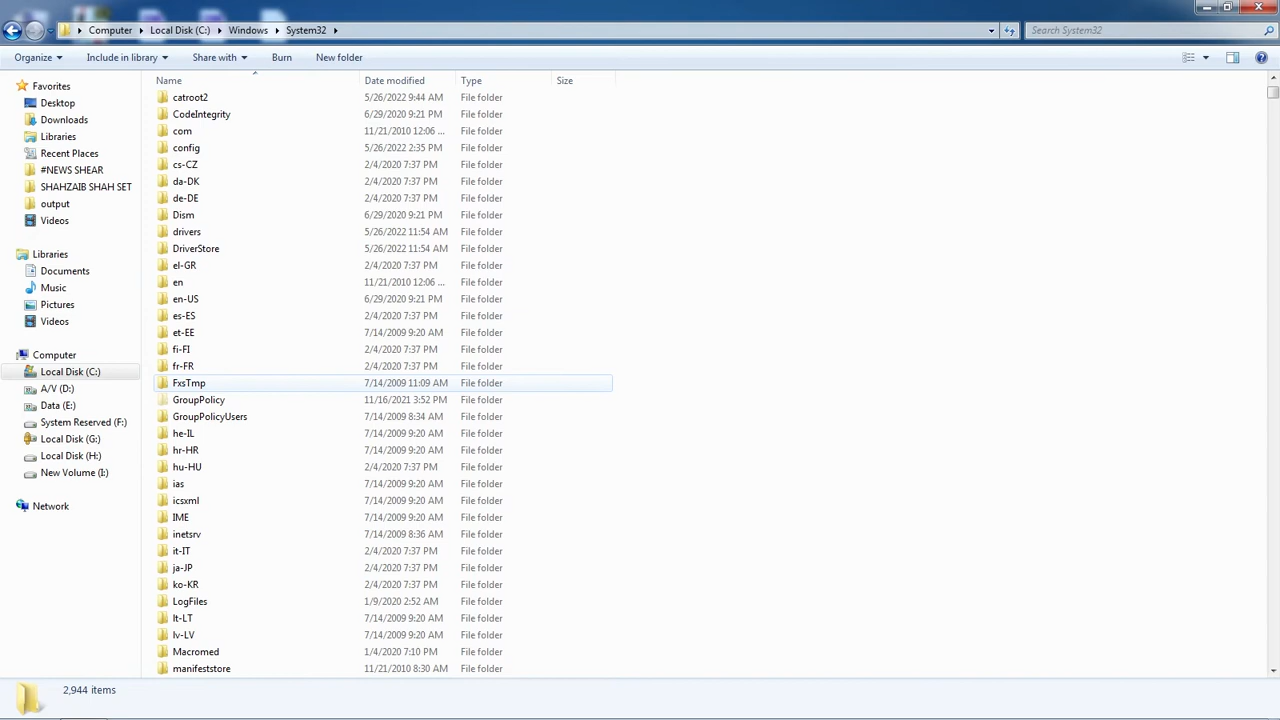 Computer Local Disk (C:) Windows System32 Search System32
Organize Include in library Share with Burn New folder
Name Date modified Type Size
Favorites
Desktop
Downloads
Libraries
Recent Places
#NEWS SHEAR
SHAHZAIB SHAH SET
output
Videos
Libraries
Documents
Music
Pictures
Videos
Computer
Local Disk (C:)
A/V (D:)
Data (E:)
System Reserved (F:)
Local Disk (G:)
Local Disk (H:)
New Volume (I:)
Network
catroot2 5/26/2022 9:44 AM File folder
CodeIntegrity 6/29/2020 9:21 PM File folder
com 11/21/2010 12:06 ... File folder
config 5/26/2022 2:35 PM File folder
cs-CZ 2/4/2020 7:37 PM File folder
da-DK 2/4/2020 7:37 PM File folder
de-DE 2/4/2020 7:37 PM File folder
Dism 6/29/2020 9:21 PM File folder
drivers 5/26/2022 11:54 AM File folder
DriverStore 5/26/2022 11:54 AM File folder
el-GR 2/4/2020 7:37 PM File folder
en 11/21/2010 12:06 ... File folder
en-US 6/29/2020 9:21 PM File folder
es-ES 2/4/2020 7:37 PM File folder
et-EE 7/14/2009 9:20 AM File folder
fi-FI 2/4/2020 7:37 PM File folder
fr-FR 2/4/2020 7:37 PM File folder
FxsTmp 7/14/2009 11:09 AM File folder
GroupPolicy 11/16/2021 3:52 PM File folder
GroupPolicyUsers 7/14/2009 8:34 AM File folder
he-IL 7/14/2009 9:20 AM File folder
hr-HR 7/14/2009 9:20 AM File folder
hu-HU 2/4/2020 7:37 PM File folder
ias 7/14/2009 9:20 AM File folder
icsxml 7/14/2009 9:20 AM File folder
IME 7/14/2009 9:20 AM File folder
inetsrv 7/14/2009 8:36 AM File folder
it-IT 2/4/2020 7:37 PM File folder
ja-JP 2/4/2020 7:37 PM File folder
ko-KR 2/4/2020 7:37 PM File folder
LogFiles 1/9/2020 2:52 AM File folder
lt-LT 7/14/2009 9:20 AM File folder
lv-LV 7/14/2009 9:20 AM File folder
Macromed 1/4/2020 7:10 PM File folder
manifeststore 11/21/2010 8:30 AM File folder
2,944 items